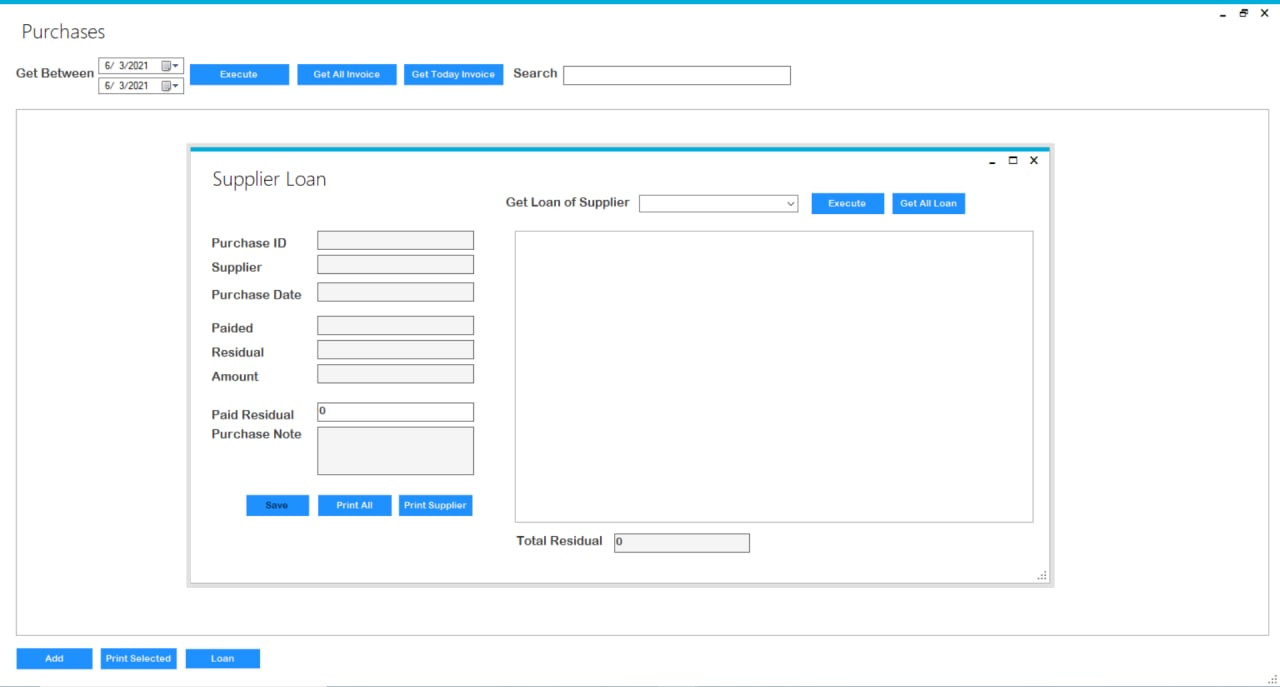 Purchases
Get Between 6/ 3/2021 Execute Get All Invoice Get Today Invoice Search
6/ 3/2021
Supplier Loan
Get Loan of Supplier Execute Get All Loan
Purchase ID
Supplier
Purchase Date
Paided
Residual
Amount
Paid Residual 0
Purchase Note
Save Print All Print Supplier
Total Residual 0
Add Print Selected Loan